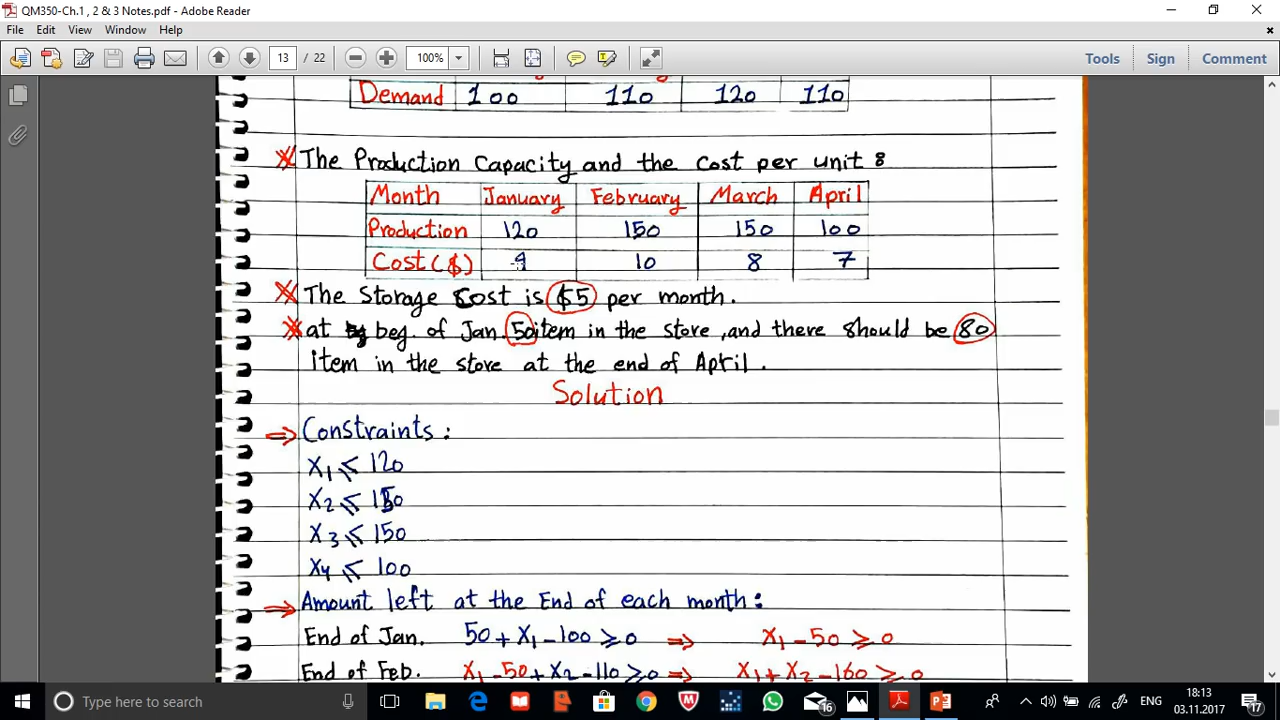 QM350-Ch.1, 2 & 3 Notes.pdf - Adobe Reader
File Edit View Window Help
13 / 22 100% Tools Sign Comment
Demand 100 110 120 110
The Production Capacity and the Cost per unit 8
Month January February March April
Production 120 150 150 100
Cost($) 9 10 8 7
The Storage Cost is $5 per month.
at beg. of Jan. 50 item in the store, and there should be 80
item in the store at the end of April.
Solution
⇒ Constraints:
X1 ≤ 120
X2 ≤ 150
X3 ≤ 150
X4 ≤ 100
⇒ Amount left at the End of each month:
End of Jan. 50 + X1 - 100 ≥ 0 ⇒ X1 - 50 ≥ 0
End of Feb. X1 - 50 + X2 - 110 ≥ 0 ⇒ X1 + X2 - 160 ≥ 0
Type here to search
16
ENG
18:13
03.11.2017
17